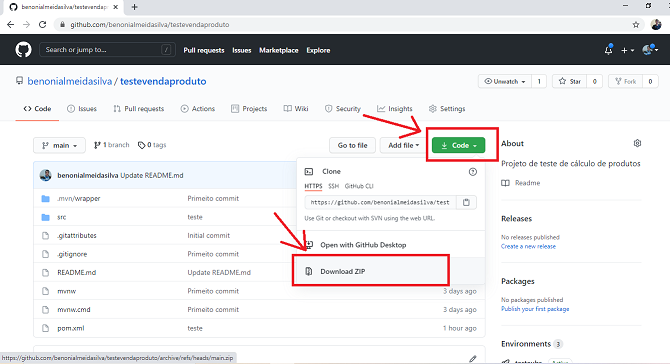 benonialmeidasilva/testevendap
github.com/benonialmeidasilva/testevendaproduto
Search or jump to...
/
Pull requests
Issues
Marketplace
Explore
benonialmeidasilva / testevendaproduto
Unwatch
1
Star
0
Fork
0
Code
Issues
Pull requests
Actions
Projects
Wiki
Security
Insights
Settings
main
1 branch
0 tags
Go to file
Add file
Code
About
Projeto de teste de cálculo de produtos
Readme
benonialmeidasilva Update README.md
Clone
HTTPS
SSH
GitHub CLI
https://github.com/benonialmeidasilva/test
Use Git or checkout with SVN using the web URL.
Open with GitHub Desktop
Download ZIP
.mvn/wrapper
Primeito commit
src
teste
.gitattributes
Initial commit
.gitignore
Primeito commit
README.md
Update README.md
mvnw
Primeito commit
3 days ago
mvnw.cmd
Primeito commit
3 days ago
pom.xml
teste
1 hour ago
Releases
No releases published
Create a new release
Packages
No packages published
Publish your first package
Environments 3
https://github.com/benonialmeidasilva/testevendaproduto/archive/refs/heads/main.zip